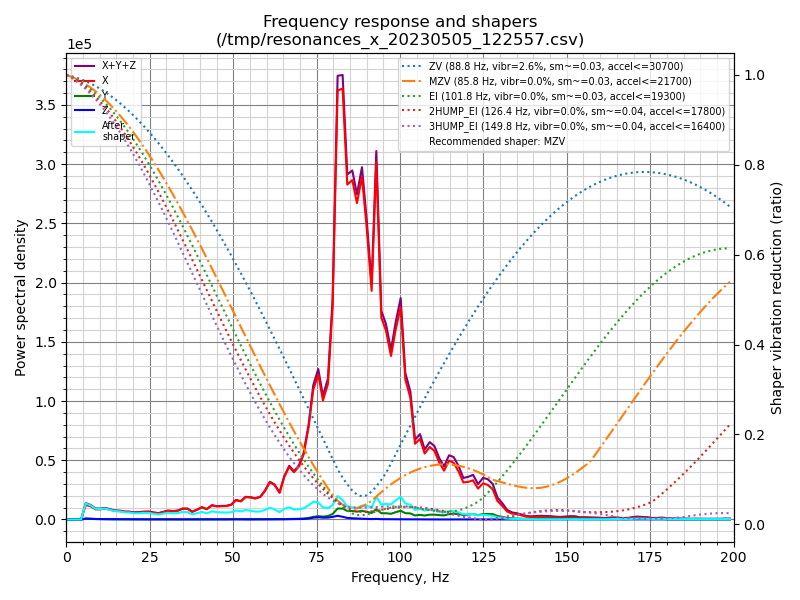 Frequency response and shapers
(/tmp/resonances_x_20230505_122557.csv)
1e5
X+Y+Z
X
Y
Z
After
shaper
ZV (88.8 Hz, vibr=2.6%, sm~=0.03, accel<=30700)
MZV (85.8 Hz, vibr=0.0%, sm~=0.03, accel<=21700)
EI (101.8 Hz, vibr=0.0%, sm~=0.03, accel<=19300)
2HUMP_EI (126.4 Hz, vibr=0.0%, sm~=0.04, accel<=17800)
3HUMP_EI (149.8 Hz, vibr=0.0%, sm~=0.04, accel<=16400)
Recommended shaper: MZV
Power spectral density
3.5
3.0
2.5
2.0
1.5
1.0
0.5
0.0
1.0
0.8
0.6
0.4
0.2
0.0
Shaper vibration reduction (ratio)
0 25 50 75 100 125 150 175 200
Frequency, Hz